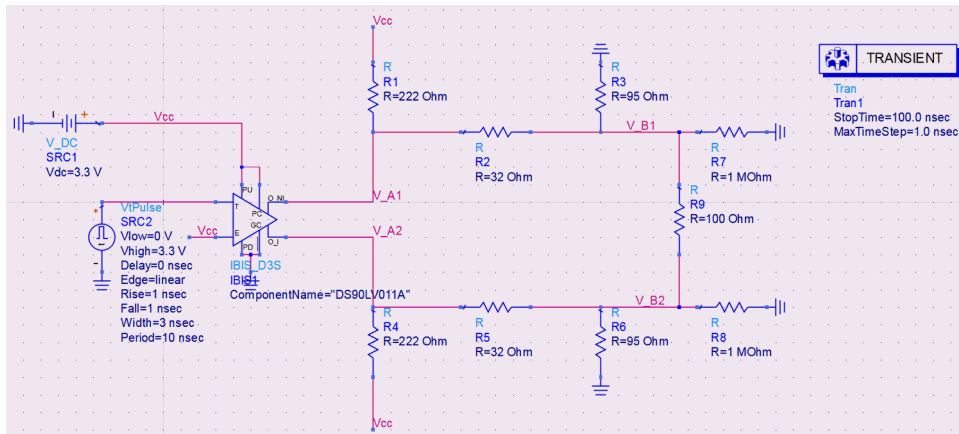 Vcc
R
R1
R=222 Ohm
R
R3
R=95 Ohm
TRANSIENT
Tran
Tran1
StopTime=100.0 nsec
MaxTimeStep=1.0 nsec
Vcc
V_DC
SRC1
Vdc=3.3 V
R
R2
R=32 Ohm
V_B1
R
R7
R=1 MOhm
PU
O_NI
V_A1
T
PC
GC
E
PD
O_I
V_A2
R
R9
R=100 Ohm
VtPulse
SRC2
Vlow=0 V
Vhigh=3.3 V
Delay=0 nsec
Edge=linear
Rise=1 nsec
Fall=1 nsec
Width=3 nsec
Period=10 nsec
Vcc
IBIS_D3S
IBIS1
ComponentName="DS90LV011A"
R
R4
R=222 Ohm
R
R5
R=32 Ohm
R
R6
R=95 Ohm
V_B2
R
R8
R=1 MOhm
Vcc